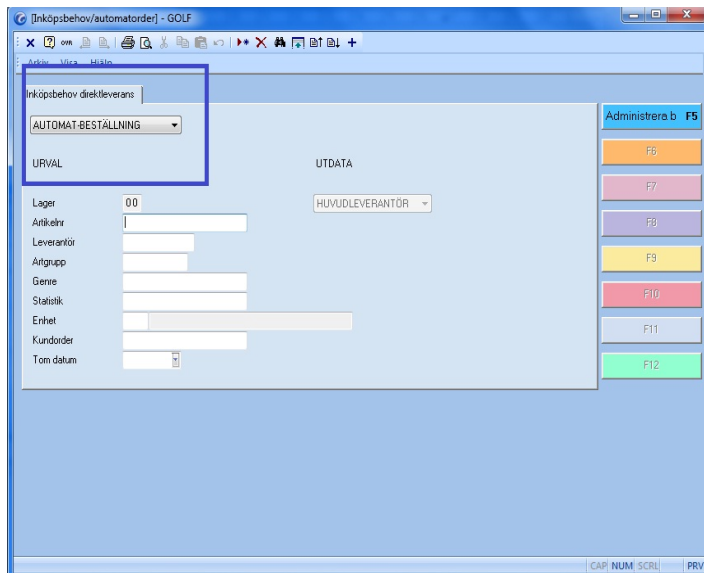 [Inköpsbehov/automatorder] - GOLF
OVR
Arkiv Visa Hjälp
Inköpsbehov direktleverans
AUTOMAT-BESTÄLLNING
URVAL UTDATA
Lager 00 HUVUDLEVERANTÖR
Artikelnr
Leverantör
Artgrupp
Genre
Statistik
Enhet
Kundorder
Tom datum
Administrera b F5
F6
F7
F8
F9
F10
F11
F12
CAP NUM SCRL PRV